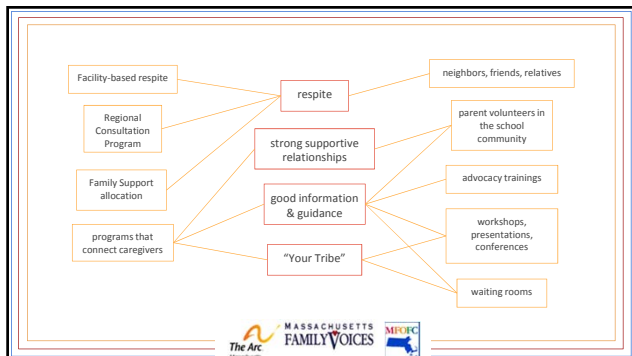 Facility-based respite
Regional
Consultation
Program
Family Support
allocation
programs that
connect caregivers
respite
strong supportive
relationships
good information
& guidance
“Your Tribe”
neighbors, friends, relatives
parent volunteers in
the school
community
advocacy trainings
workshops,
presentations,
conferences
waiting rooms
The Arc
MASSACHUSETTS
FAMILY VOICES
MFOFC